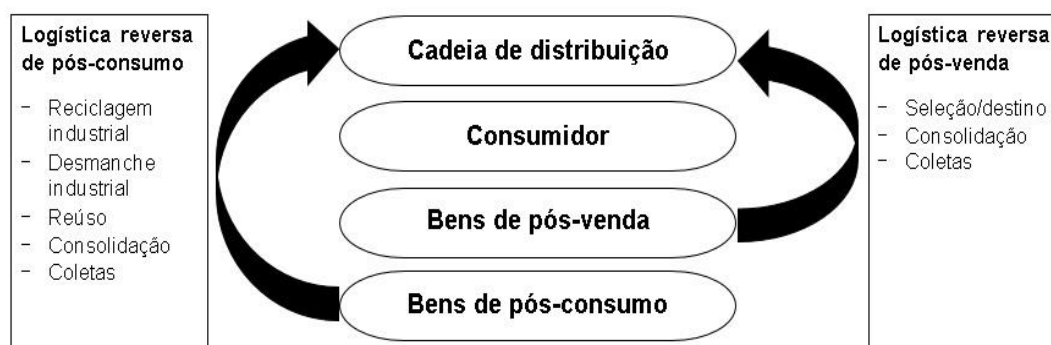 Logística reversa
de pós-consumo
- Reciclagem
industrial
- Desmanche
industrial
- Reúso
- Consolidação
- Coletas
Cadeia de distribuição
Consumidor
Bens de pós-venda
Bens de pós-consumo
Logística reversa
de pós-venda
- Seleção/destino
- Consolidação
- Coletas